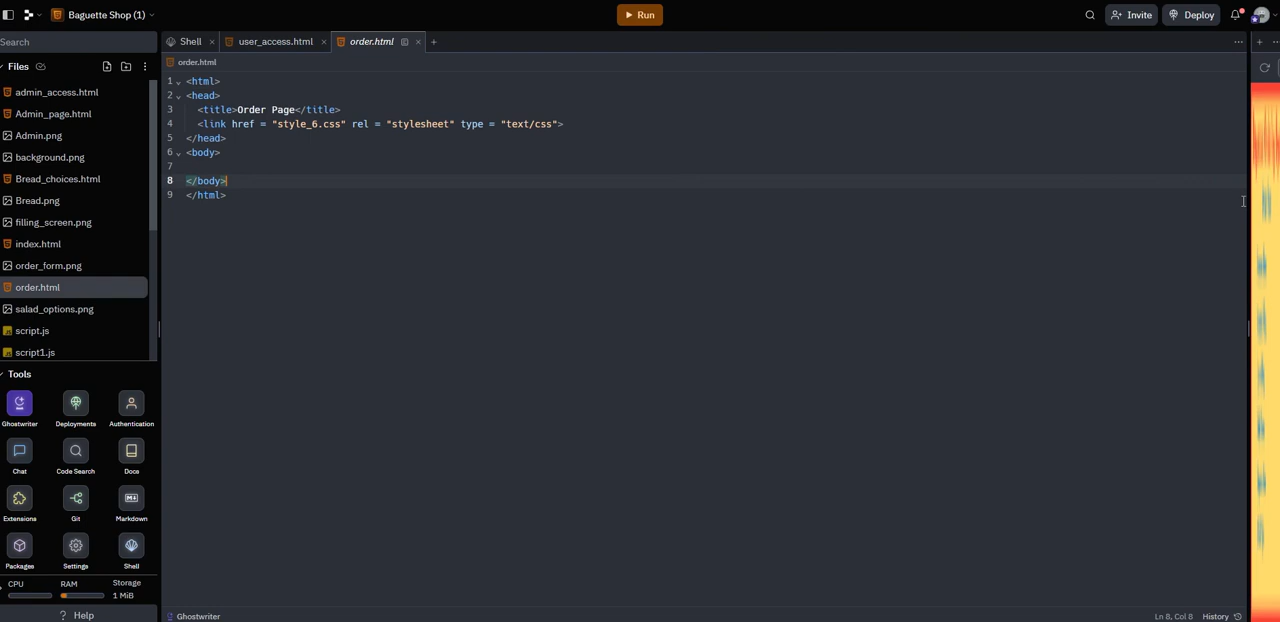 Baguette Shop (1)
Run
Invite
Deploy
Search
Shell
user_access.html
order.html
Files
order.html
admin_access.html
Admin_page.html
Admin.png
background.png
Bread_choices.html
Bread.png
filling_screen.png
index.html
order_form.png
order.html
salad_options.png
script.js
script1.js
1 <html>
2 <head>
3 <title>Order Page</title>
4 <link href = "style_6.css" rel = "stylesheet" type = "text/css">
5 </head>
6 <body>
7
8 </body>
9 </html>
Tools
Ghostwriter Deployments Authentication
Chat Code Search Docs
Extensions Git Markdown
Packages Settings Shell
CPU RAM Storage
1 MiB
? Help
Ghostwriter
Ln 8, Col 8 History